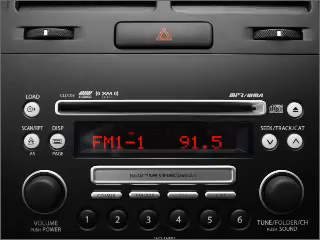 LOAD
MP3/WMA
SCAN/RPT DISP
SEEK/TRACK/CAT
AS PAGE
FM1-1 91.5
VOLUME
PUSH POWER
1 2 3 4 5 6
TUNE/FOLDER/CH
PUSH SOUND